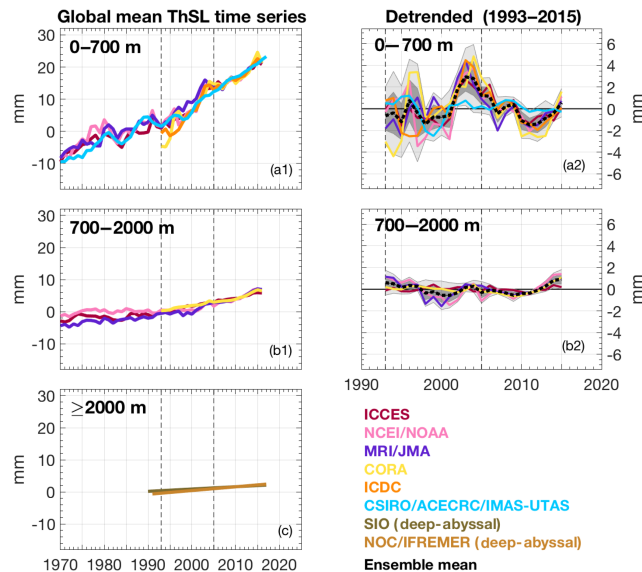 Global mean ThSL time series
Detrended (1993–2015)
0–700 m
30
20
10
0
-10
mm
(a1)
0–700 m
6
4
2
0
-2
-4
-6
mm
(a2)
700–2000 m
30
20
10
0
-10
mm
(b1)
700–2000 m
6
4
2
0
-2
-4
-6
mm
(b2)
1990 2000 2010 2020
≥2000 m
30
20
10
0
-10
mm
(c)
1970 1980 1990 2000 2010 2020
ICCES
NCEI/NOAA
MRI/JMA
CORA
ICDC
CSIRO/ACECRC/IMAS-UTAS
SIO (deep-abyssal)
NOC/IFREMER (deep-abyssal)
Ensemble mean